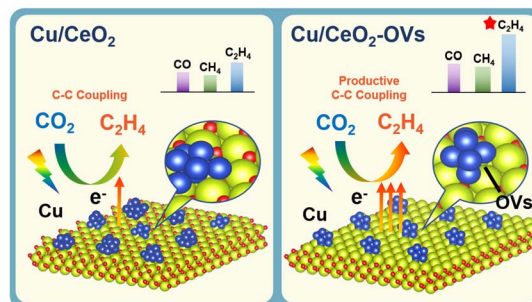 Cu/CeO₂
CO
CH₄
C₂H₄
C-C Coupling
CO₂
C₂H₄
e⁻
Cu
Cu/CeO₂-OVs
CO
CH₄
C₂H₄
Productive
C-C Coupling
CO₂
C₂H₄
e⁻
Cu
OVs